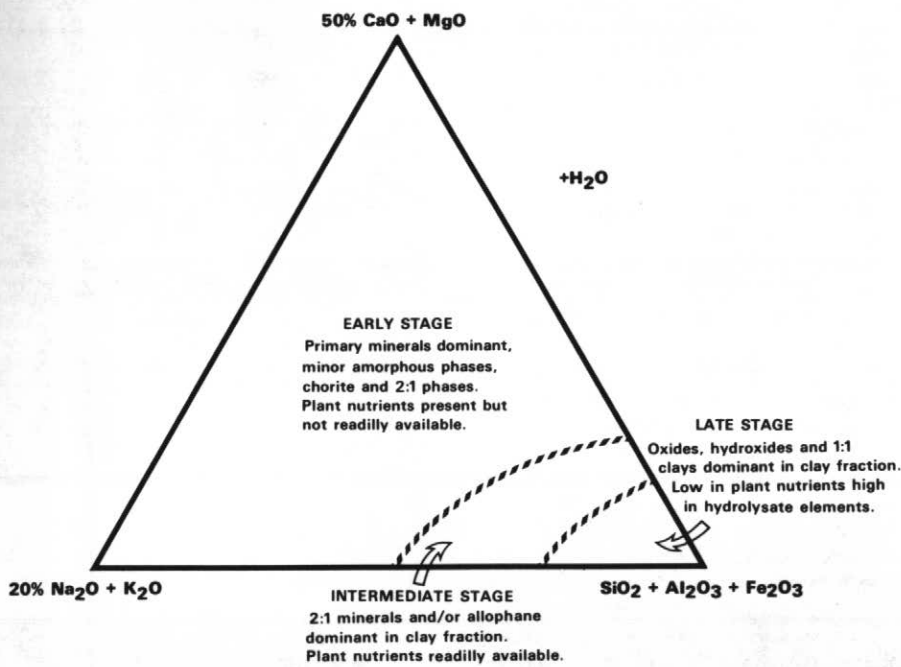 50% CaO + MgO
+H₂O
EARLY STAGE
Primary minerals dominant,
minor amorphous phases,
chorite and 2:1 phases.
Plant nutrients present but
not readilly available.
LATE STAGE
Oxides, hydroxides and 1:1
clays dominant in clay fraction.
Low in plant nutrients high
in hydrolysate elements.
20% Na₂O + K₂O
SiO₂ + Al₂O₃ + Fe₂O₃
INTERMEDIATE STAGE
2:1 minerals and/or allophane
dominant in clay fraction.
Plant nutrients readilly available.